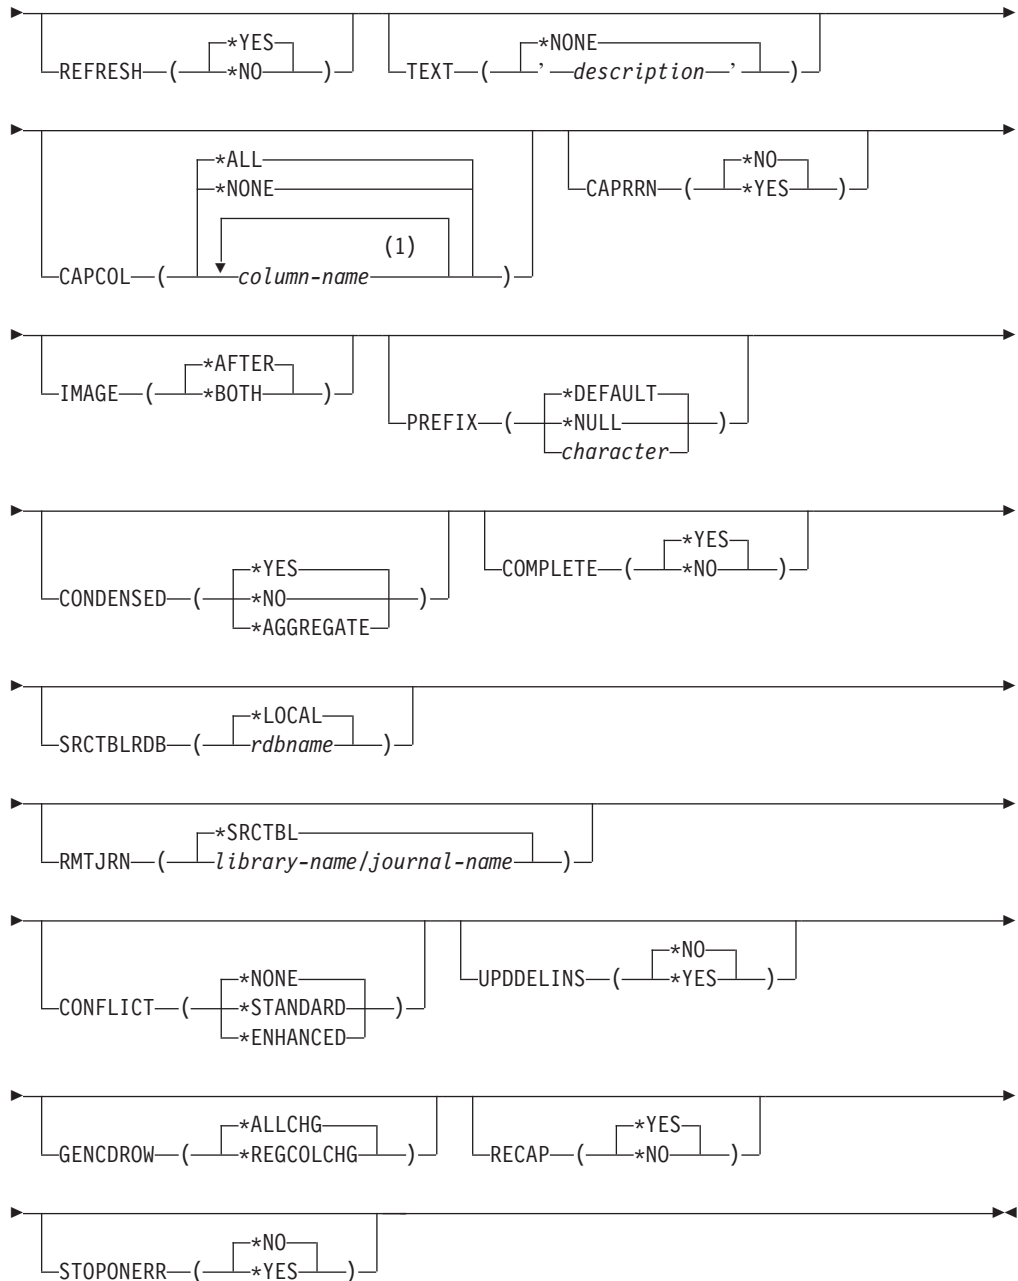 *YES *NONE
REFRESH ( *NO ) TEXT ( ' description ' )
*ALL *NO
*NONE CAPRRN ( *YES )
(1)
CAPCOL ( column-name )
*AFTER *DEFAULT
IMAGE ( *BOTH ) PREFIX ( *NULL )
character
*YES *YES
CONDENSED ( *NO ) COMPLETE ( *NO )
*AGGREGATE
*LOCAL
SRCTBLRDB ( rdbname )
*SRCTBL
RMTJRN ( library-name/journal-name )
*NONE *NO
CONFLICT ( *STANDARD ) UPDDELINS ( *YES )
*ENHANCED
*ALLCHG *YES
GENCDROW ( *REGCOLCHG ) RECAP ( *NO )
*NO
STOPONERR ( *YES )